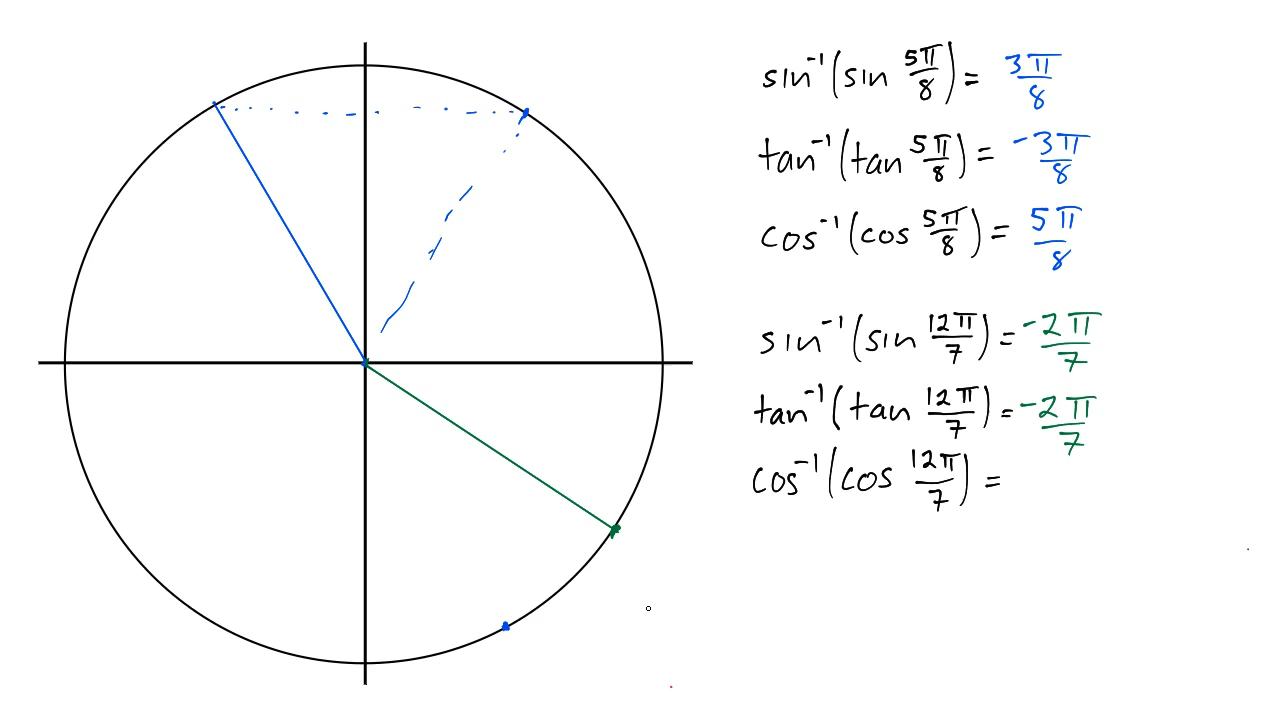 sin⁻¹(sin 5π/8) = 3π/8
tan⁻¹(tan 5π/8) = -3π/8
cos⁻¹(cos 5π/8) = 5π/8
sin⁻¹(sin 12π/7) = -2π/7
tan⁻¹(tan 12π/7) = -2π/7
cos⁻¹(cos 12π/7) =